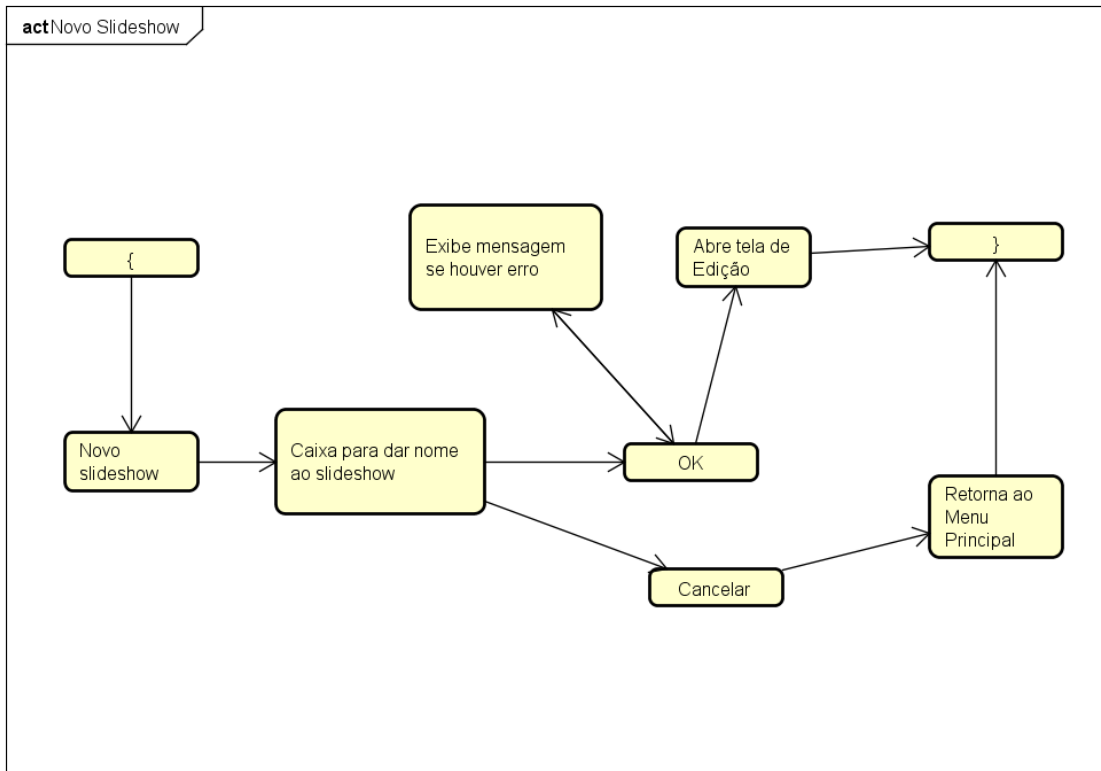 act Novo Slideshow
{
Exibe mensagem
se houver erro
Abre tela de
Edição
}
Novo
slideshow
Caixa para dar nome
ao slideshow
OK
Retorna ao
Menu
Principal
Cancelar